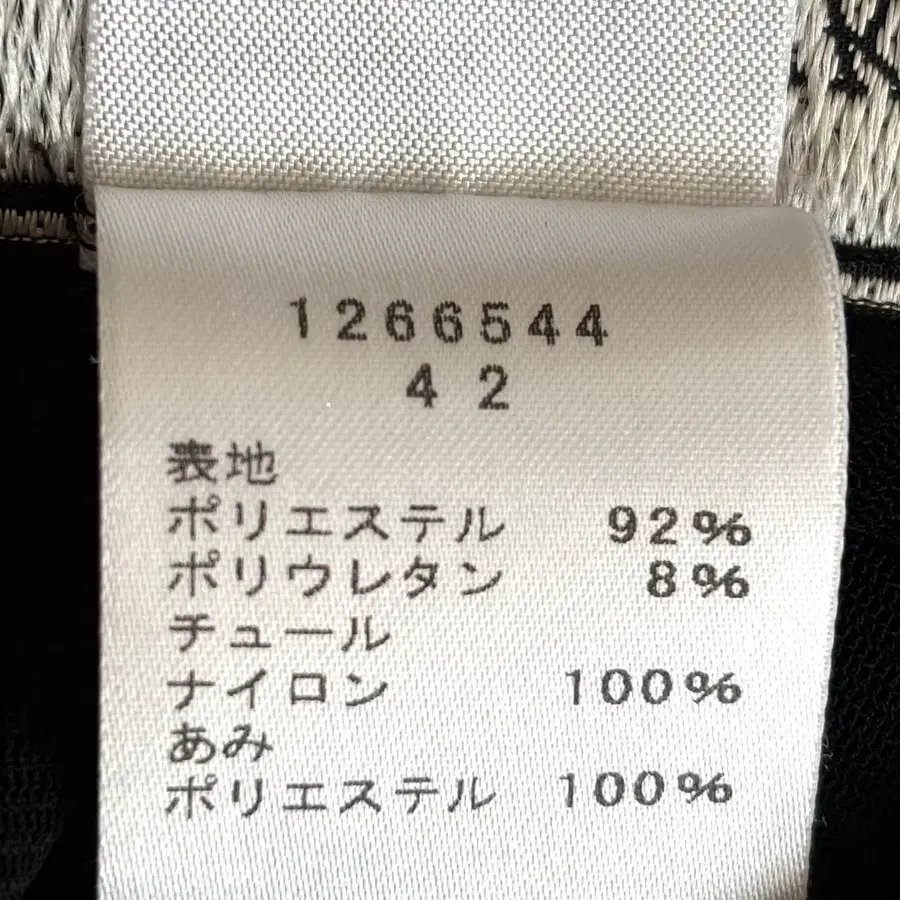 1266544
42
表地
ポリエステル 92%
ポリウレタン 8%
チュール
ナイロン 100%
あみ
ポリエステル 100%